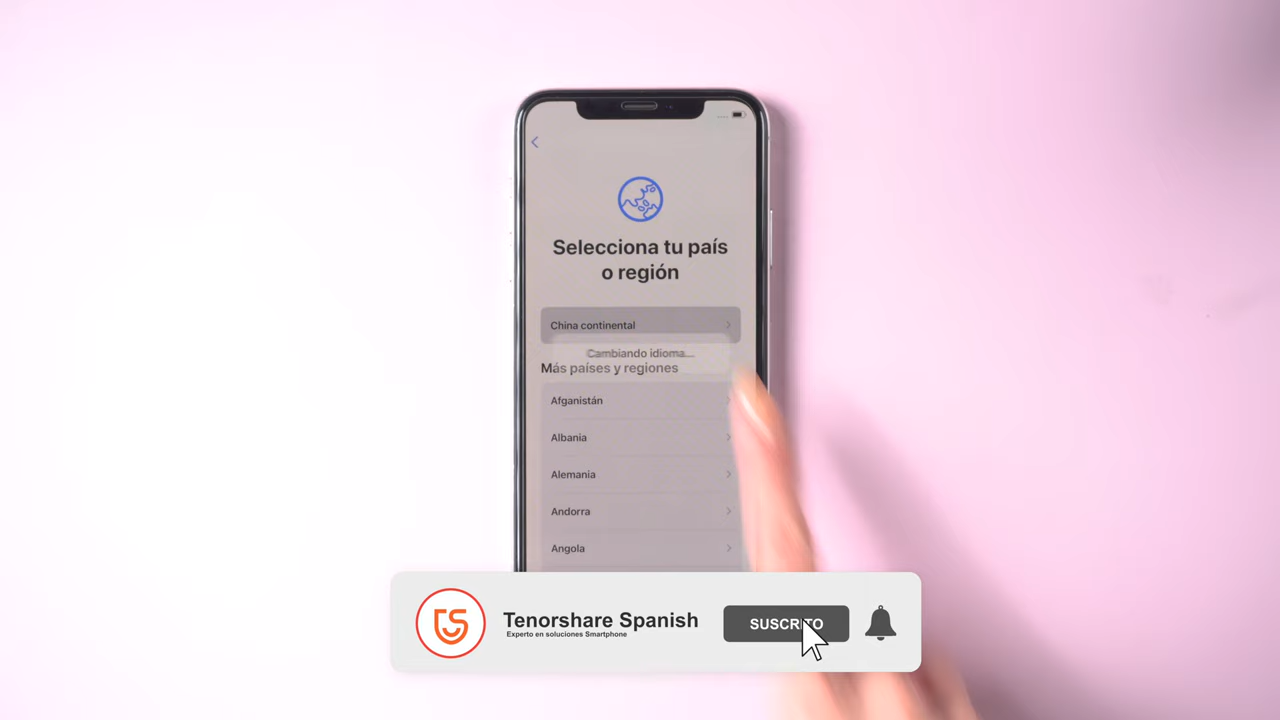 Selecciona tu país
o región
China continental
Cambiando idioma...
Más países y regiones
Afganistán
Albania
Alemania
Andorra
Angola
Tenorshare Spanish
Experto en soluciones Smartphone
SUSCRITO